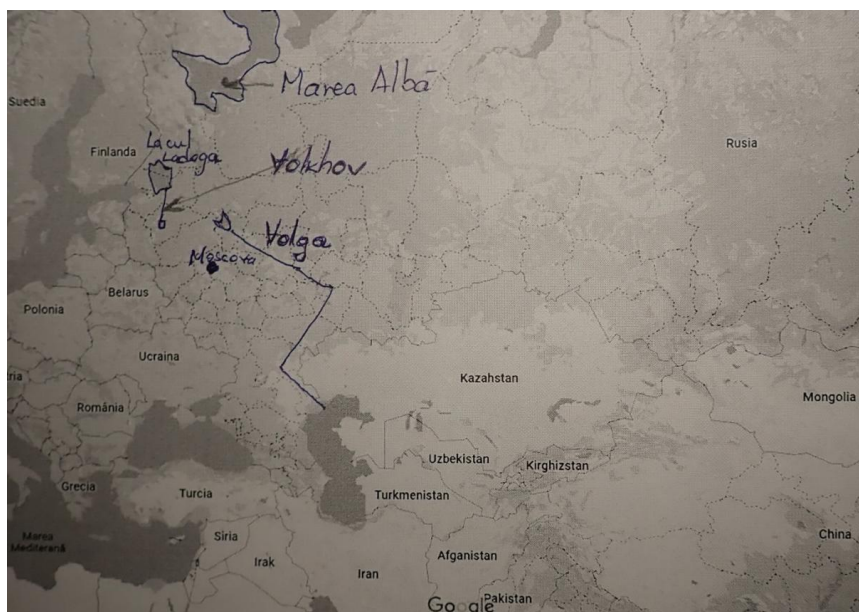 Marea Albă
Suedia
Rusia
Lacul
Ladoga
Finlanda
Volkhov
Volga
Moscova
Belarus
Polonia
Ucraina
Kazahstan
ria
Mongolia
România
Uzbekistan
Kirghizstan
Grecia
Turcia
Turkmenistan
Marea
Mediterană
Siria
China
Irak
Afganistan
Iran
Google
Pakistan